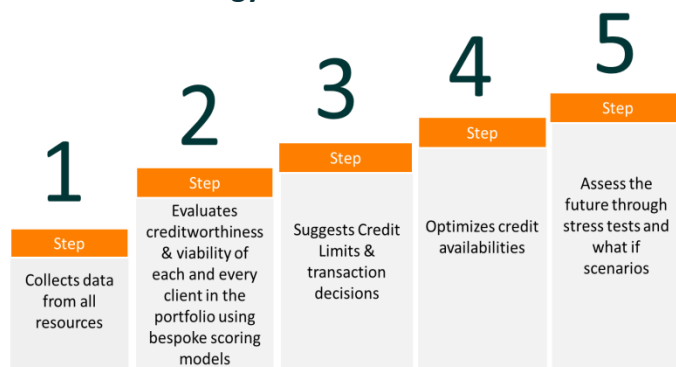 1
Step
Collects data
from all
resources
2
Step
Evaluates
creditworthiness
& viability of
each and every
client in the
portfolio using
bespoke scoring
models
3
Step
Suggests Credit
Limits &
transaction
decisions
4
Step
Optimizes credit
availabilities
5
Step
Assess the
future through
stress tests and
what if
scenarios